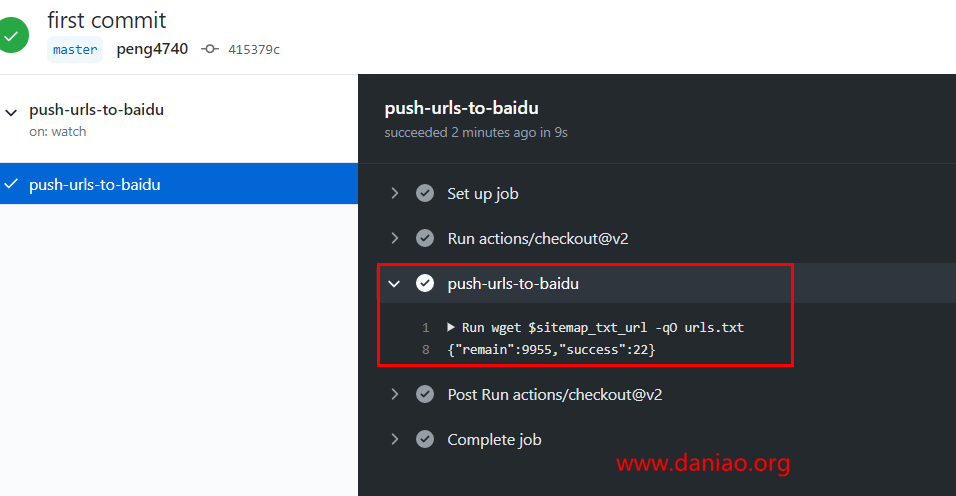 first commit
master peng4740 415379c
push-urls-to-baidu
on: watch
push-urls-to-baidu
push-urls-to-baidu
succeeded 2 minutes ago in 9s
Set up job
Run actions/checkout@v2
push-urls-to-baidu
1 Run wget $sitemap_txt_url -qO urls.txt
8 {"remain":9955,"success":22}
Post Run actions/checkout@v2
Complete job
www.daniao.org